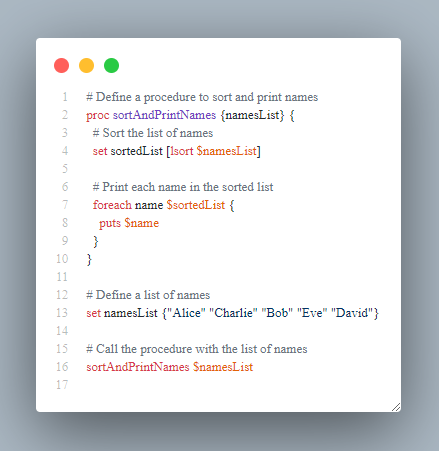 1 # Define a procedure to sort and print names
2 proc sortAndPrintNames {namesList} {
3   # Sort the list of names
4   set sortedList [lsort $namesList]
5
6   # Print each name in the sorted list
7   foreach name $sortedList {
8     puts $name
9   }
10 }
11
12 # Define a list of names
13 set namesList {"Alice" "Charlie" "Bob" "Eve" "David"}
14
15 # Call the procedure with the list of names
16 sortAndPrintNames $namesList
17